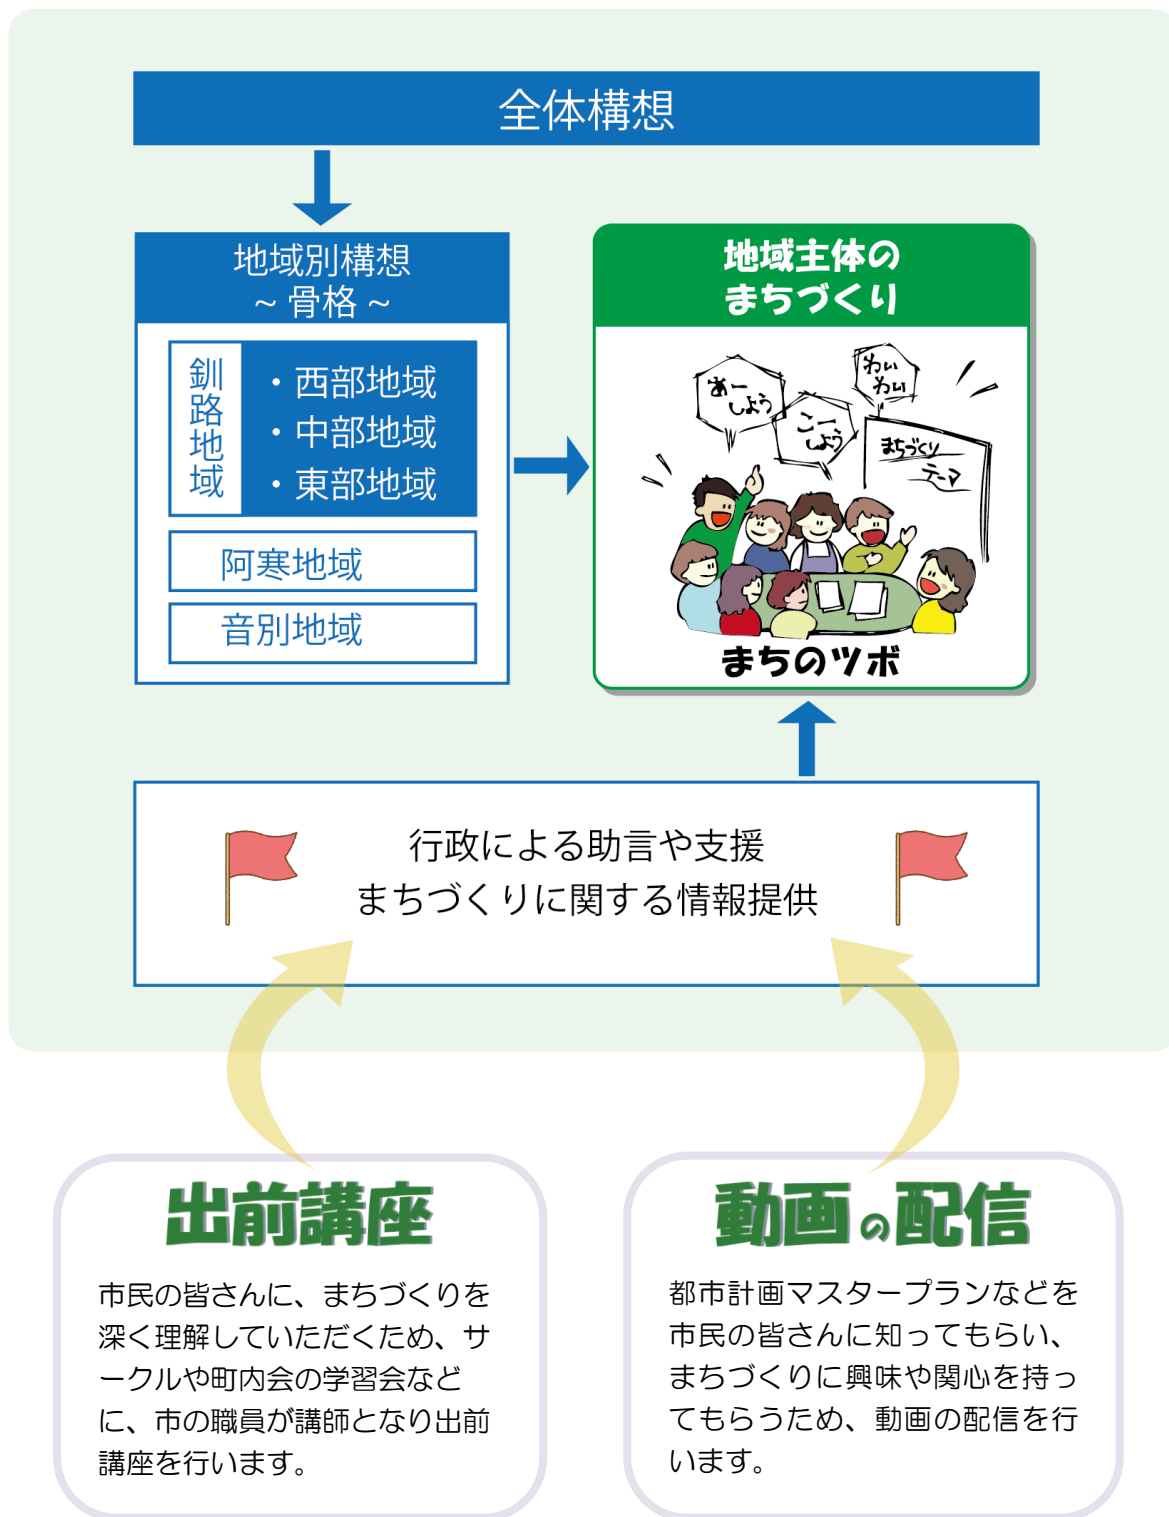 全体構想
地域別構想
~ 骨格 ~
釧路地域
・西部地域
・中部地域
・東部地域
阿寒地域
音別地域
地域主体の
まちづくり
あー
しよう
こー
しよう
わい
わい
まちづくり
テーマ
まちのツボ
行政による助言や支援
まちづくりに関する情報提供
出前講座
市民の皆さんに、まちづくりを
深く理解していただくため、サ
ークルや町内会の学習会など
に、市の職員が講師となり出前
講座を行います。
動画の配信
都市計画マスタープランなどを
市民の皆さんに知ってもらい、
まちづくりに興味や関心を持っ
てもらうため、動画の配信を行
います。